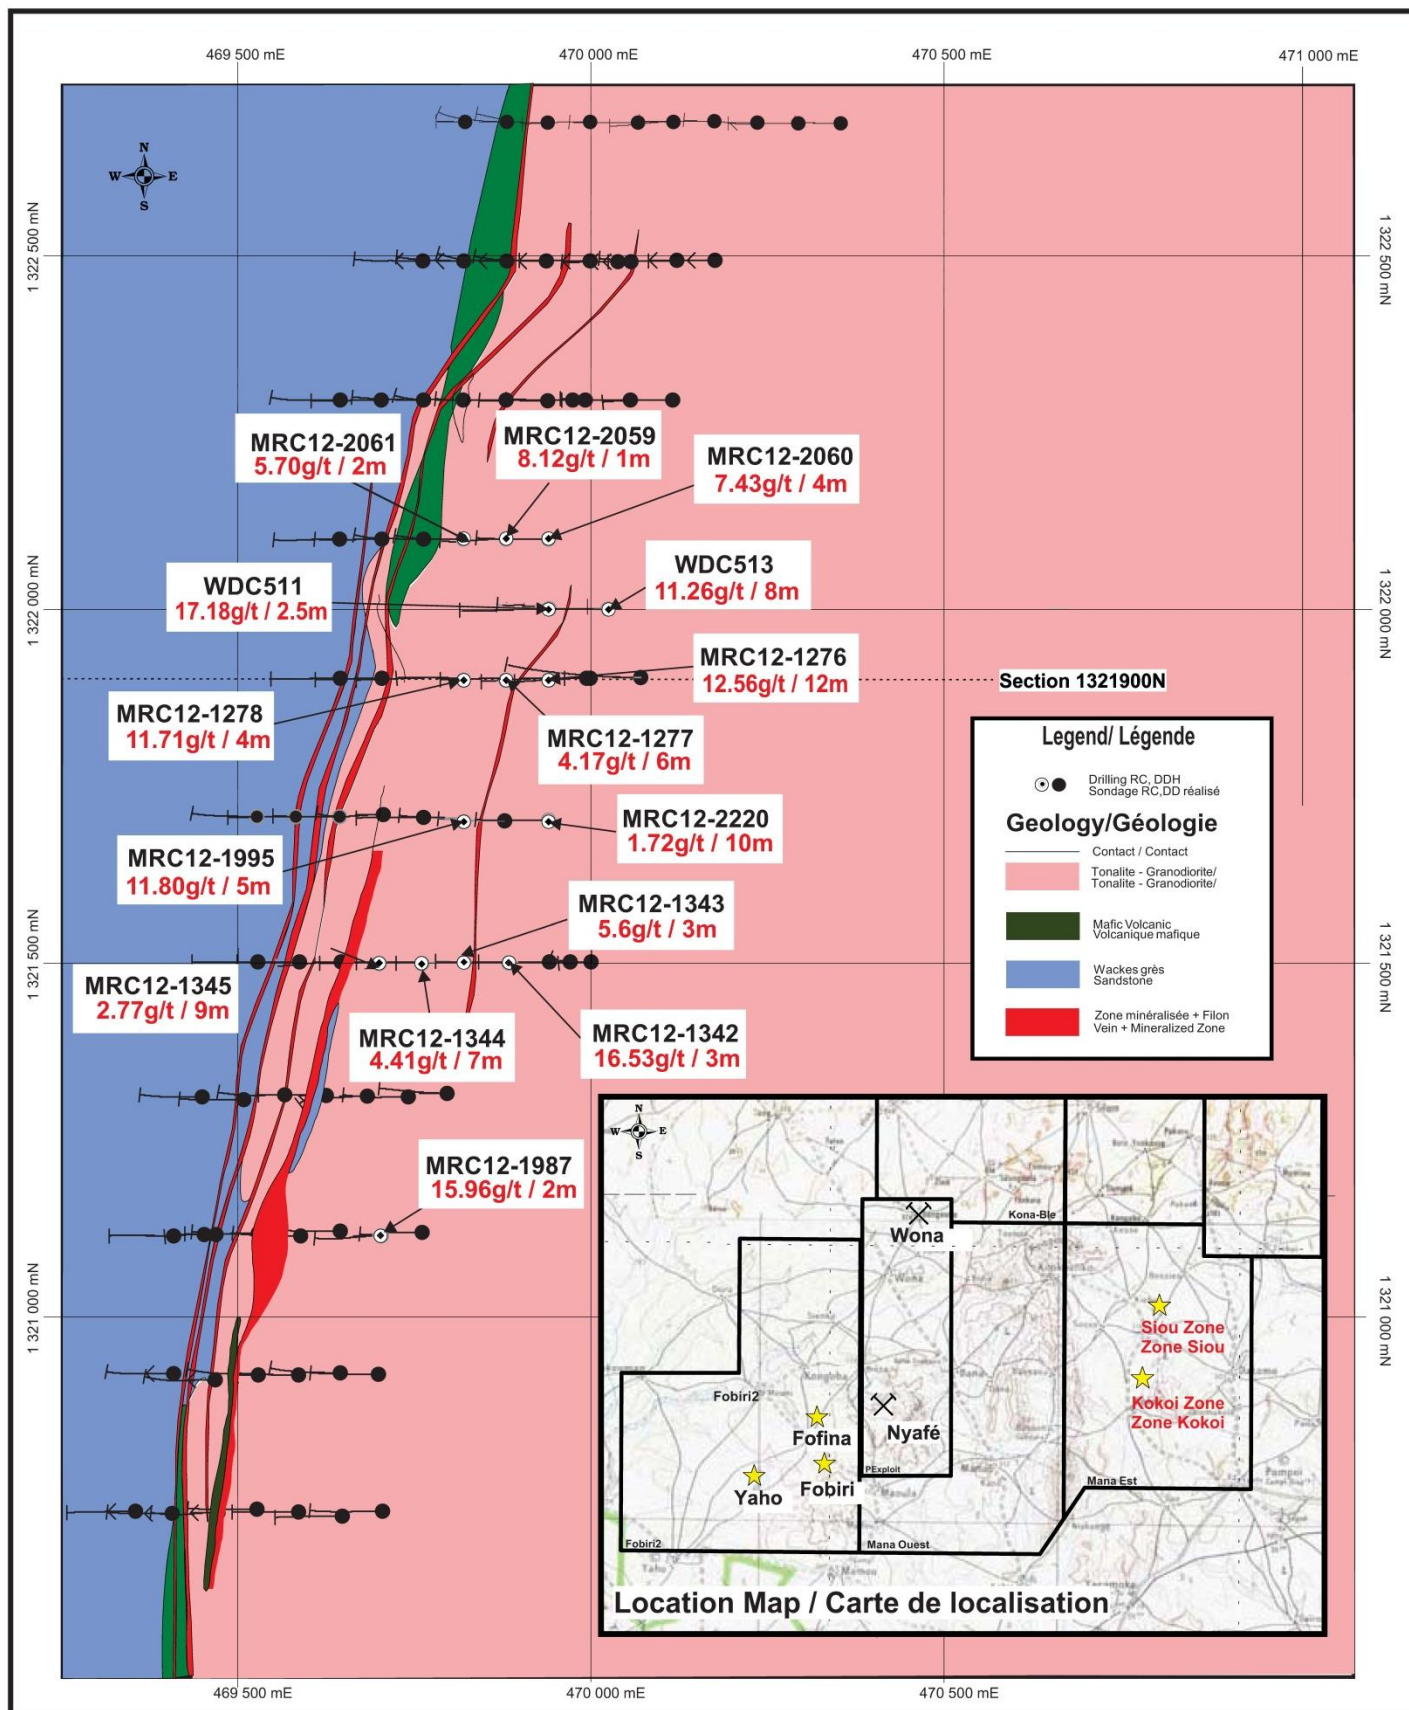 469 500 mE
470 000 mE
470 500 mE
471 000 mE
N
W E
S
1 322 500 mN
1 322 500 mN
MRC12-2061
5.70g/t / 2m
MRC12-2059
8.12g/t / 1m
MRC12-2060
7.43g/t / 4m
WDC511
17.18g/t / 2.5m
WDC513
11.26g/t / 8m
1 322 000 mN
1 322 000 mN
MRC12-1276
12.56g/t / 12m
Section 1321900N
MRC12-1278
11.71g/t / 4m
MRC12-1277
4.17g/t / 6m
MRC12-2220
1.72g/t / 10m
MRC12-1995
11.80g/t / 5m
MRC12-1343
5.6g/t / 3m
MRC12-1345
2.77g/t / 9m
MRC12-1344
4.41g/t / 7m
MRC12-1342
16.53g/t / 3m
1 321 500 mN
1 321 500 mN
MRC12-1987
15.96g/t / 2m
1 321 000 mN
1 321 000 mN
Legend/ Légende
Drilling RC, DDH
Sondage RC,DD réalisé
Geology/Géologie
Contact / Contact
Tonalite - Granodiorite/
Tonalite - Granodiorite/
Mafic Volcanic
Volcanique mafique
Wackes grès
Sandstone
Zone minéralisée + Filon
Vein + Mineralized Zone
N
W E
S
Kona-Ble
Wona
Wona
Siou Zone
Zone Siou
Kokoi Zone
Zone Kokoi
Fobiri2
Fofina
Nyafé
PExploit
Mana Est
Yaho
Fobiri
Fobiri2
Mana Ouest
Yaho
Location Map / Carte de localisation
469 500 mE
470 000 mE
470 500 mE